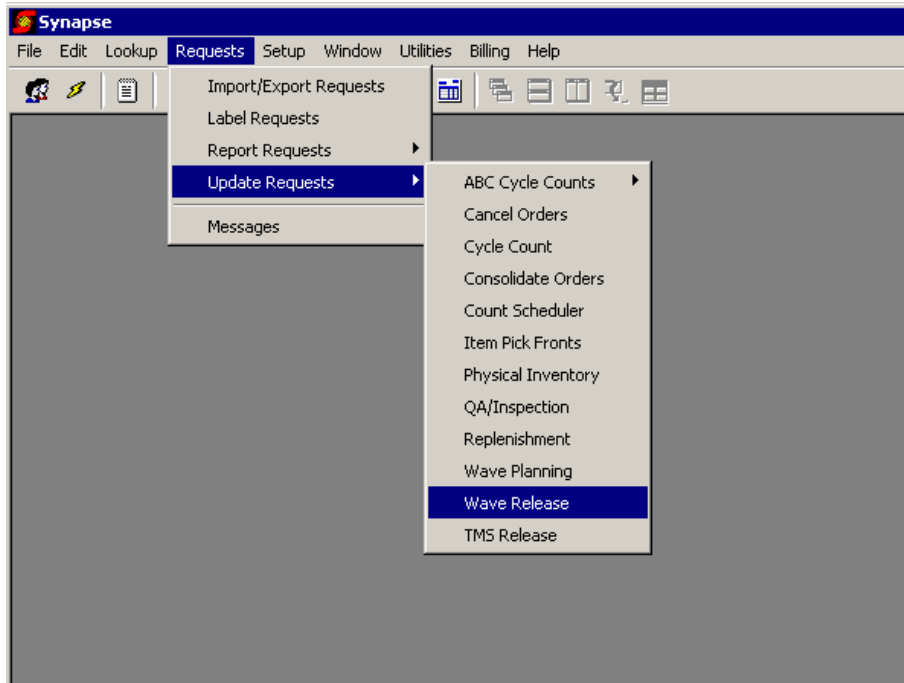 Synapse
File Edit Lookup Requests Setup Window Utilities Billing Help
Import/Export Requests
Label Requests
Report Requests
Update Requests
Messages
ABC Cycle Counts
Cancel Orders
Cycle Count
Consolidate Orders
Count Scheduler
Item Pick Fronts
Physical Inventory
QA/Inspection
Replenishment
Wave Planning
Wave Release
TMS Release